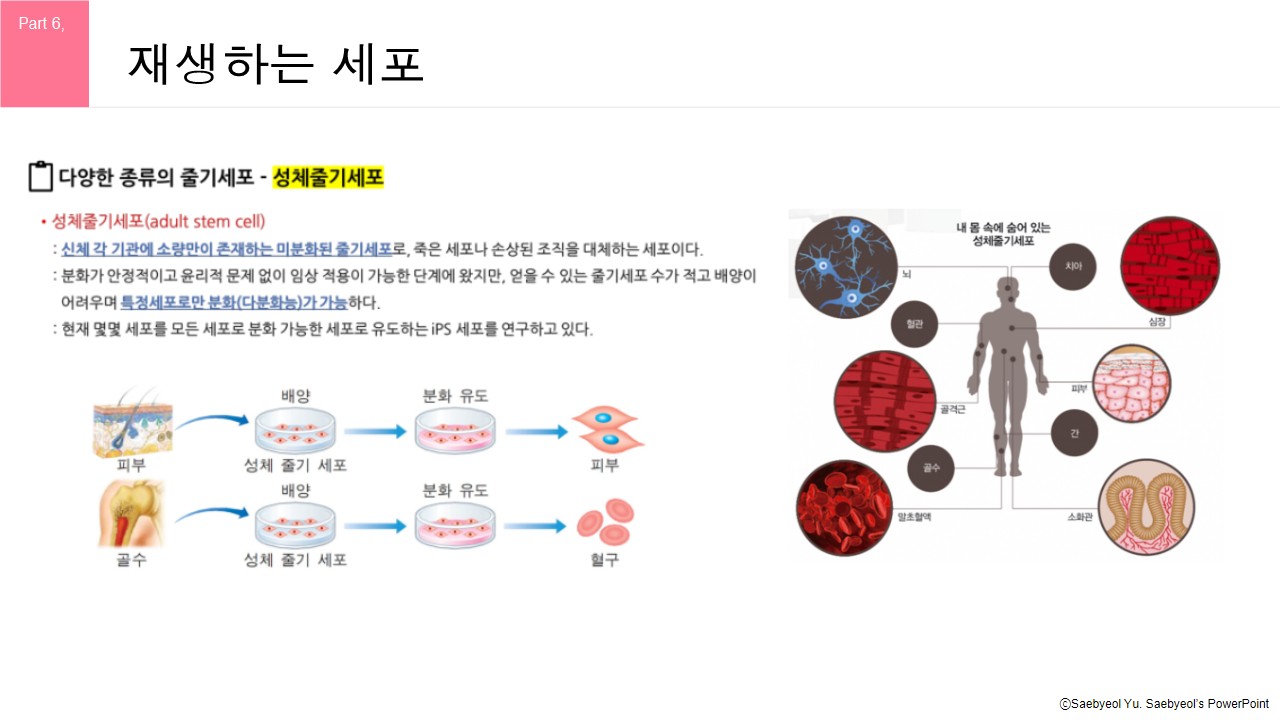 Part 6,
재생하는 세포
다양한 종류의 줄기세포 - 성체줄기세포
• 성체줄기세포(adult stem cell)
: 신체 각 기관에 소량만이 존재하는 미분화된 줄기세포로, 죽은 세포나 손상된 조직을 대체하는 세포이다.
: 분화가 안정적이고 윤리적 문제 없이 임상 적용이 가능한 단계에 왔지만, 얻을 수 있는 줄기세포 수가 적고 배양이
어려우며 특정세포로만 분화(다분화능)가 가능하다.
: 현재 몇몇 세포를 모든 세포로 분화 가능한 세포로 유도하는 iPS 세포를 연구하고 있다.
배양
분화 유도
피부
성체 줄기 세포
피부
배양
분화 유도
골수
성체 줄기 세포
혈구
내 몸 속에 숨어 있는
성체줄기세포
뇌
치아
혈관
심장
골격근
피부
간
골수
말초혈액
소화관
ⓒSaebyeol Yu. Saebyeol's PowerPoint